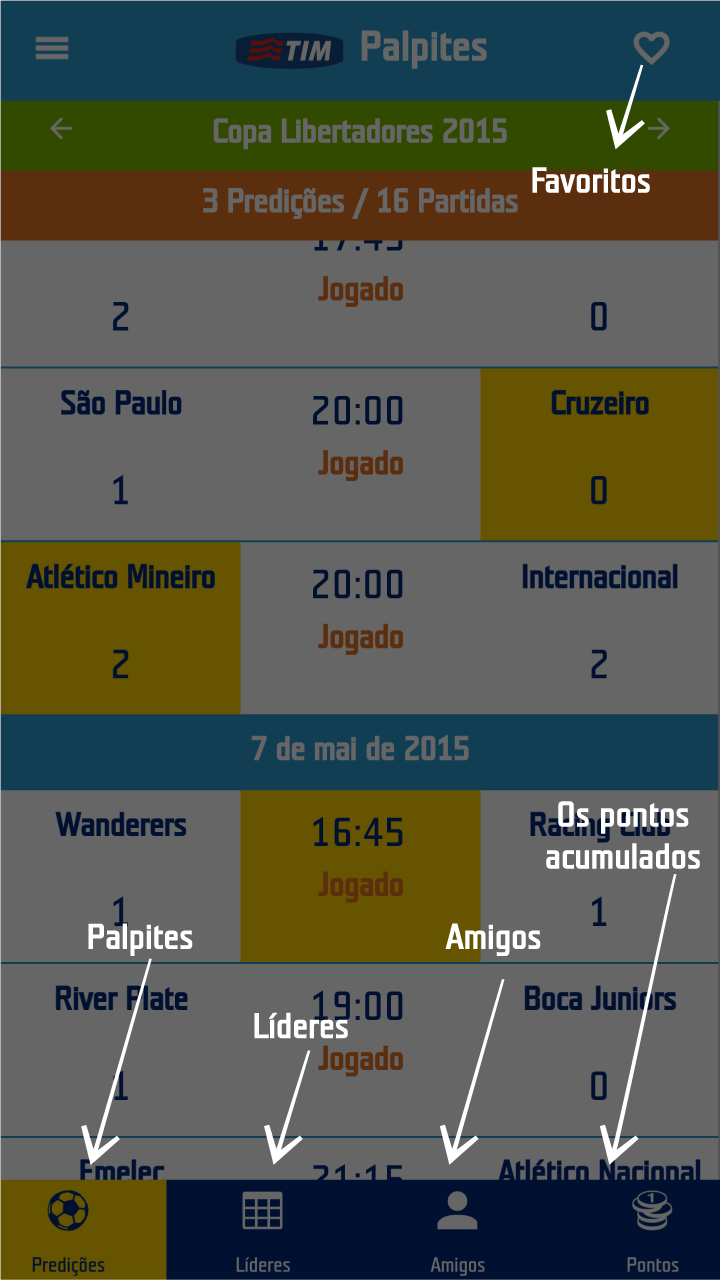 TIM Palpites
Copa Libertadores 2015
Favoritos
3 Predições / 16 Partidas
17:45
Jogado
2 0
São Paulo 20:00 Cruzeiro
Jogado
1 0
Atlético Mineiro 20:00 Internacional
Jogado
2 2
7 de mai de 2015
Wanderers 16:45 Racing Club
Os pontos
acumulados
Jogado
1 1
Palpites Amigos
River Plate 19:00 Boca Juniors
Líderes
Jogado
1 0
Emelec 21:15 Atlético Nacional
1
Predições Líderes Amigos Pontos